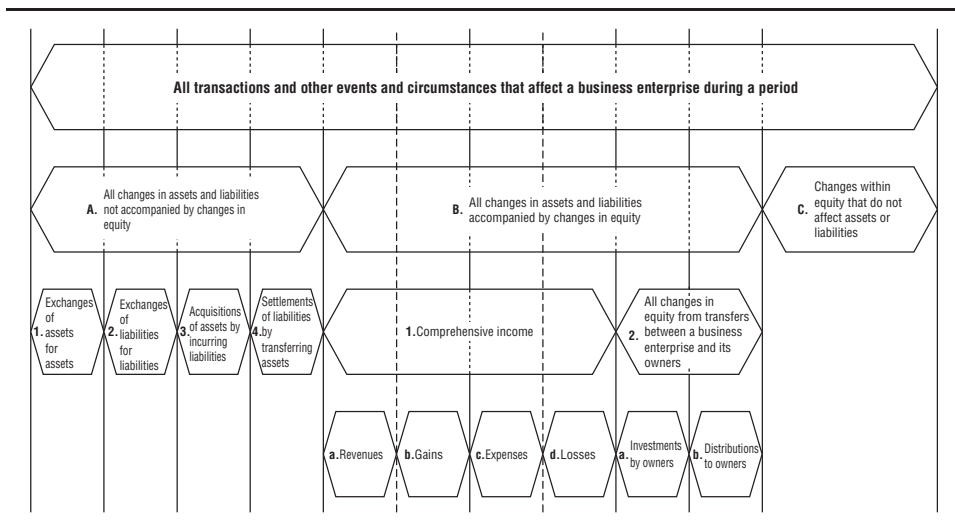 All transactions and other events and circumstances that affect a business enterprise during a period
A. All changes in assets and liabilities
not accompanied by changes in
equity
B. All changes in assets and liabilities
accompanied by changes in equity
C. Changes within
equity that do not
affect assets or
liabilities
1. Exchanges
of
assets
for
assets
2. Exchanges
of
liabilities
for
liabilities
3. Acquisitions
of assets by
incurring
liabilities
4. Settlements
of liabilities
by
transferring
assets
1. Comprehensive income
2. All changes in
equity from transfers
between a business
enterprise and its
owners
a. Revenues
b. Gains
c. Expenses
d. Losses
a. Investments
by owners
b. Distributions
to owners